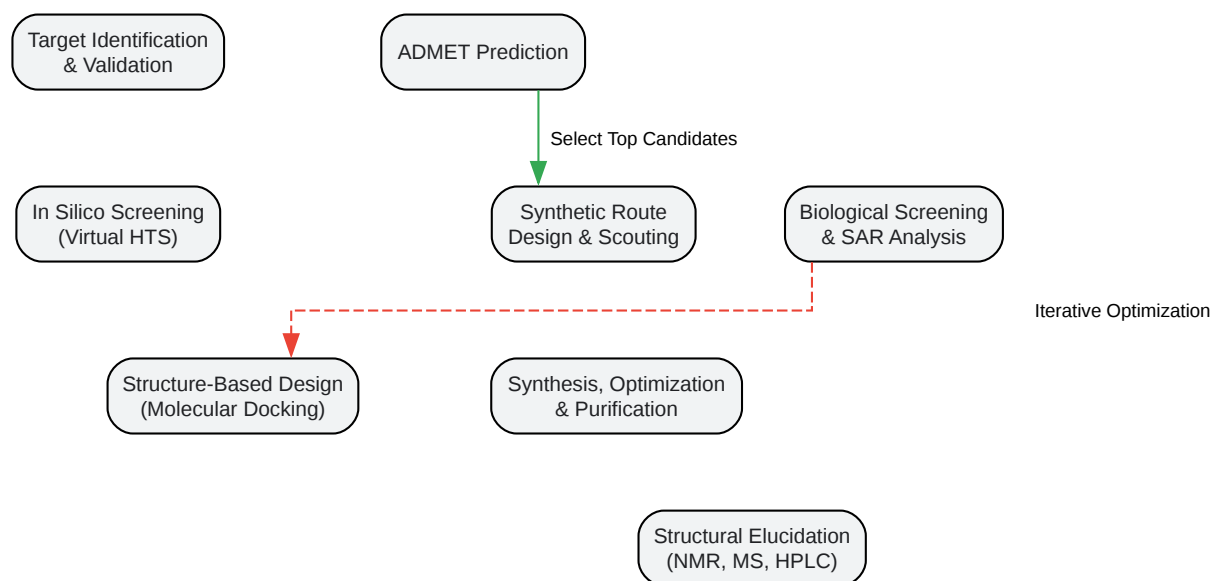 Target Identification
& Validation
ADMET Prediction
Select Top Candidates
In Silico Screening
(Virtual HTS)
Synthetic Route
Design & Scouting
Biological Screening
& SAR Analysis
Iterative Optimization
Structure-Based Design
(Molecular Docking)
Synthesis, Optimization
& Purification
Structural Elucidation
(NMR, MS, HPLC)